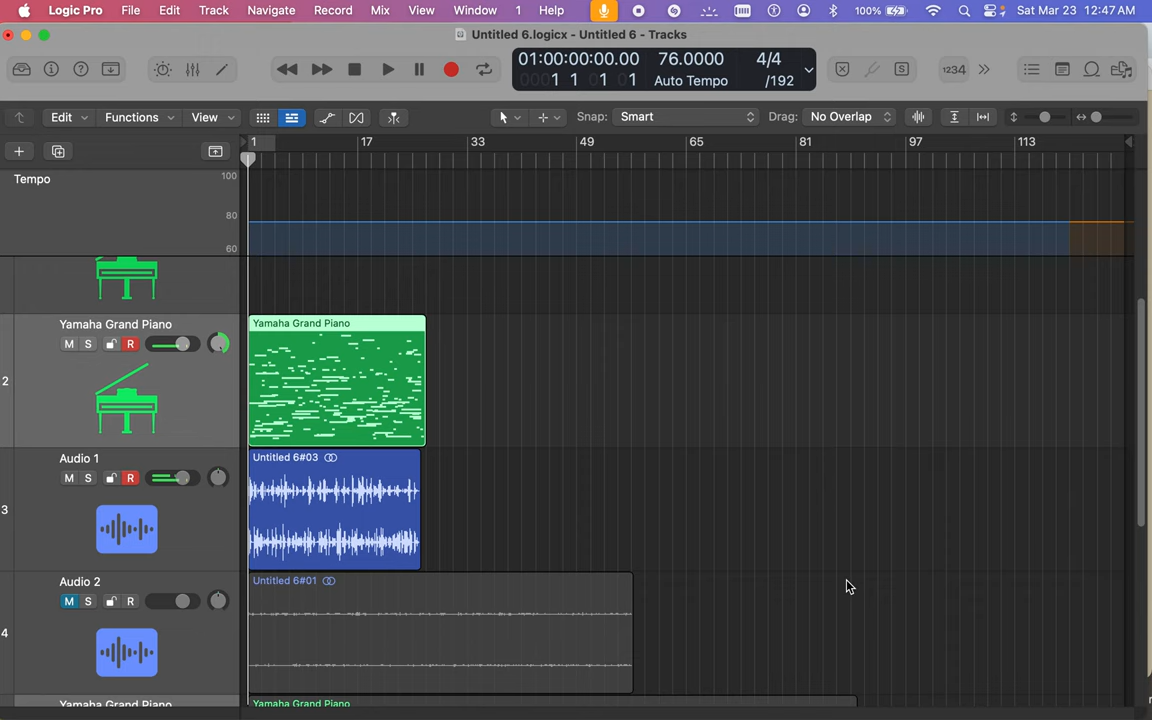 Logic Pro File Edit Track Navigate Record Mix View Window 1 Help 100% Sat Mar 23 12:47 AM
Untitled 6.logicx - Untitled 6 - Tracks
01:00:00:00.00 76.0000 4/4
0001 1 01 01 Auto Tempo /192
1234
Edit Functions View Snap: Smart Drag: No Overlap
1 17 33 49 65 81 97 113
Tempo 100
80
60
Yamaha Grand Piano Yamaha Grand Piano
M S R
2
Audio 1 Untitled 6#03
M S R
3
Audio 2 Untitled 6#01
M S R
4
Yamaha Grand Piano Yamaha Grand Piano